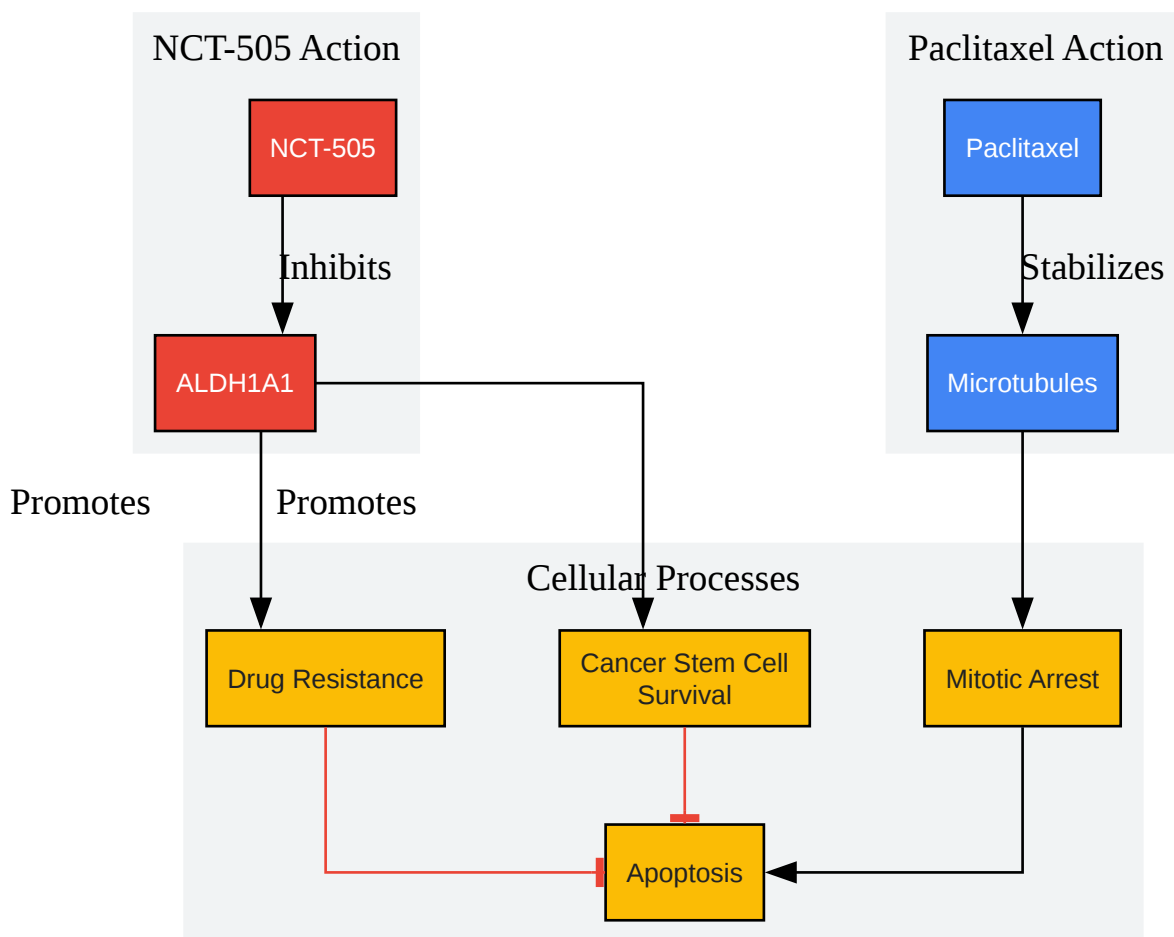 NCT-505 Action
Paclitaxel Action
NCT-505
Paclitaxel
Inhibits
Stabilizes
ALDH1A1
Microtubules
Promotes
Promotes
Cellular Processes
Drug Resistance
Cancer Stem Cell
Survival
Mitotic Arrest
Apoptosis